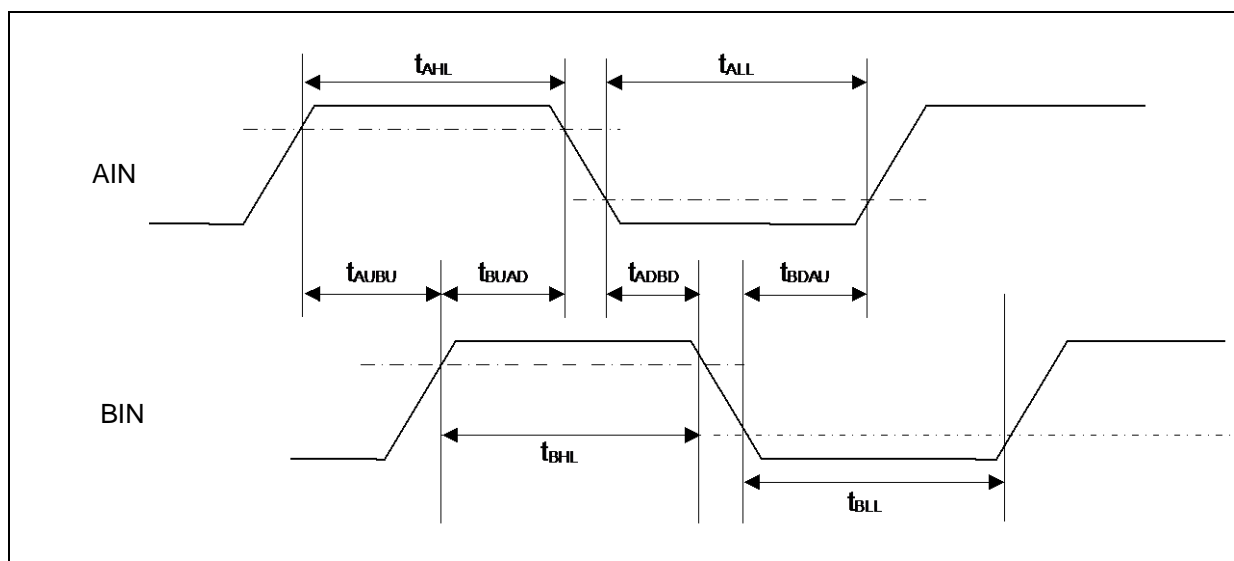 tAHL tALL
AIN
tAUBU tBUAD tADBD tBDAU
BIN
tBHL
tBLL